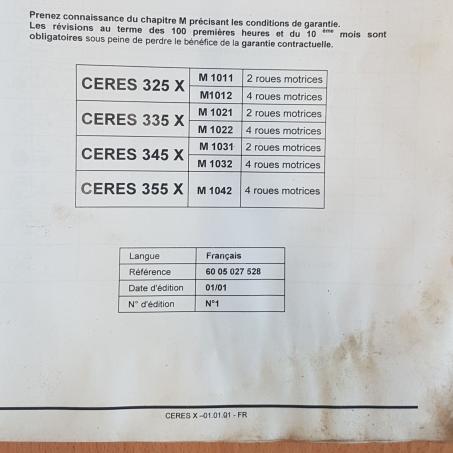 Prenez connaissance du chapitre M précisant les conditions de garantie.
Les révisions au terme des 100 premières heures et du 10 ème mois sont
obligatoires sous peine de perdre le bénéfice de la garantie contractuelle.
CERES 325 X M 1011 2 roues motrices
M1012 4 roues motrices
CERES 335 X M 1021 2 roues motrices
M 1022 4 roues motrices
CERES 345 X M 1031 2 roues motrices
M 1032 4 roues motrices
CERES 355 X M 1042 4 roues motrices
Langue Français
Référence 60 05 027 528
Date d'édition 01/01
N° d'édition N°1
CERES X –01.01.01 - FR